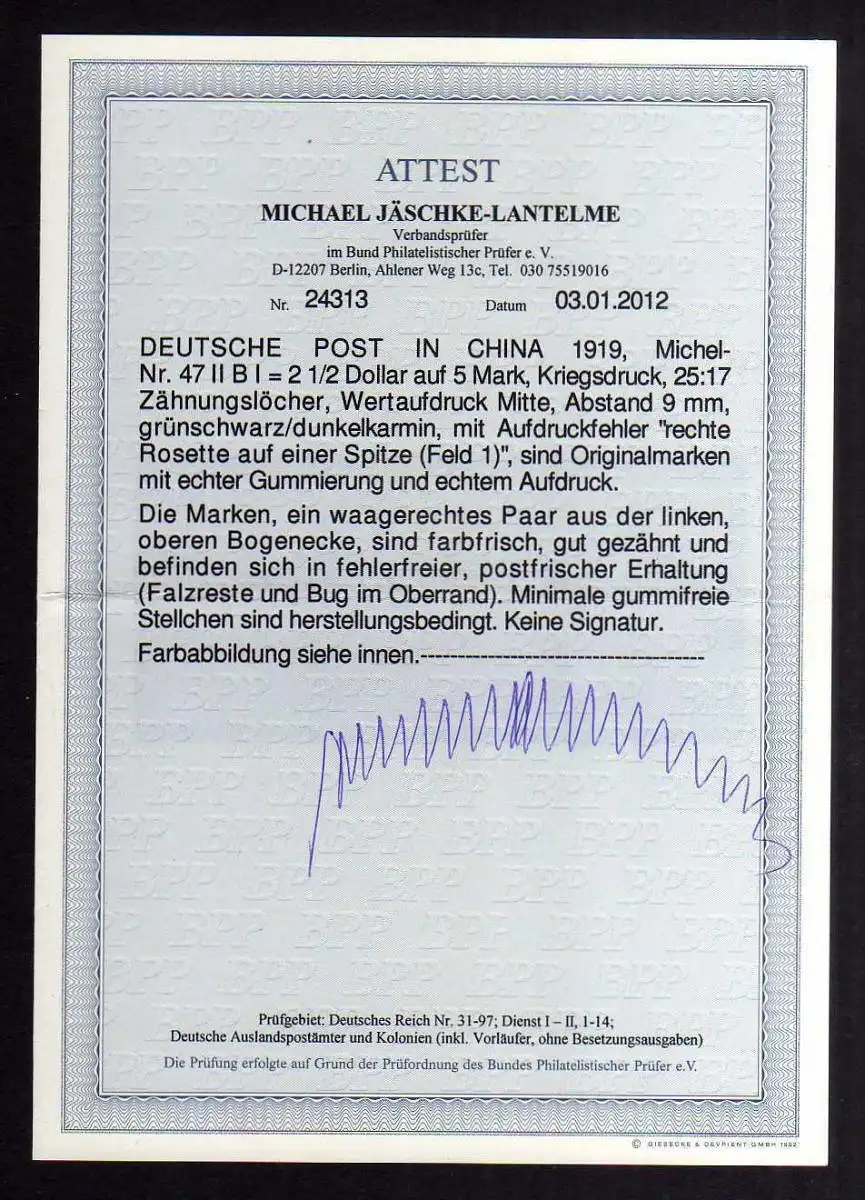 ATTEST
MICHAEL JÄSCHKE-LANTELME
Verbandsprüfer
im Bund Philatelistischer Prüfer e. V.
D-12207 Berlin, Ahlener Weg 13c, Tel. 030 75519016
Nr. 24313 Datum 03.01.2012
DEUTSCHE POST IN CHINA 1919, Michel-
Nr. 47 II B I = 2 1/2 Dollar auf 5 Mark, Kriegsdruck, 25:17
Zähnungslöcher, Wertaufdruck Mitte, Abstand 9 mm,
grünschwarz/dunkelkarmin, mit Aufdruckfehler "rechte
Rosette auf einer Spitze (Feld 1)", sind Originalmarken
mit echter Gummierung und echtem Aufdruck.
Die Marken, ein waagerechtes Paar aus der linken,
oberen Bogenecke, sind farbfrisch, gut gezähnt und
befinden sich in fehlerfreier, postfrischer Erhaltung
(Falzreste und Bug im Oberrand). Minimale gummifreie
Stellchen sind herstellungsbedingt. Keine Signatur.
Farbabbildung siehe innen.-------------------------------------
Prüfgebiet: Deutsches Reich Nr. 31-97; Dienst I – II, 1-14;
Deutsche Auslandspostämter und Kolonien (inkl. Vorläufer, ohne Besetzungsausgaben)
Die Prüfung erfolgte auf Grund der Prüfordnung des Bundes Philatelistischer Prüfer e.V.
© GIESECKE & DEVRIENT GMBH 1992